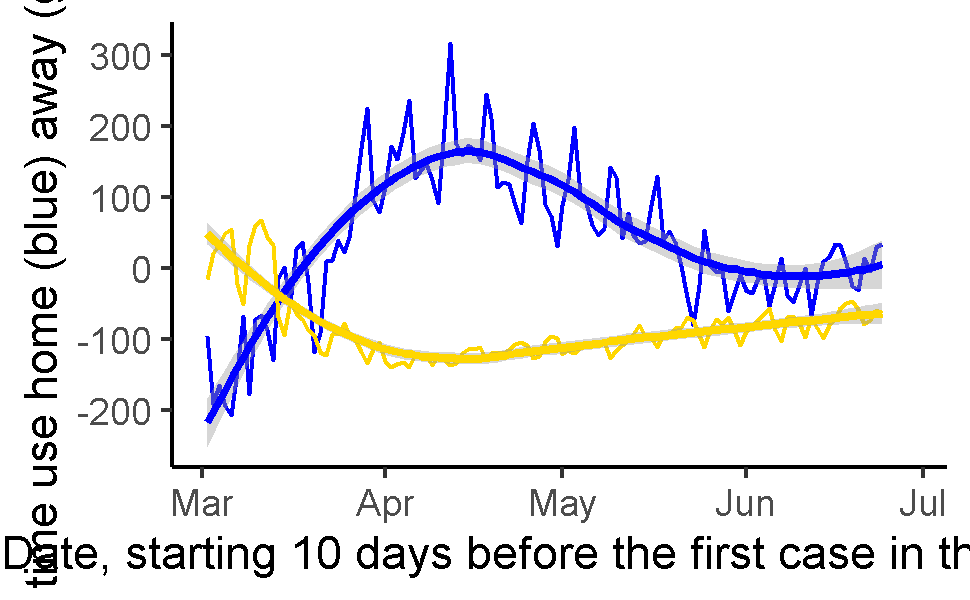 time use home (blue) away (
300
200
100
0
-100
-200
Mar Apr May Jun Jul
Date, starting 10 days before the first case in th